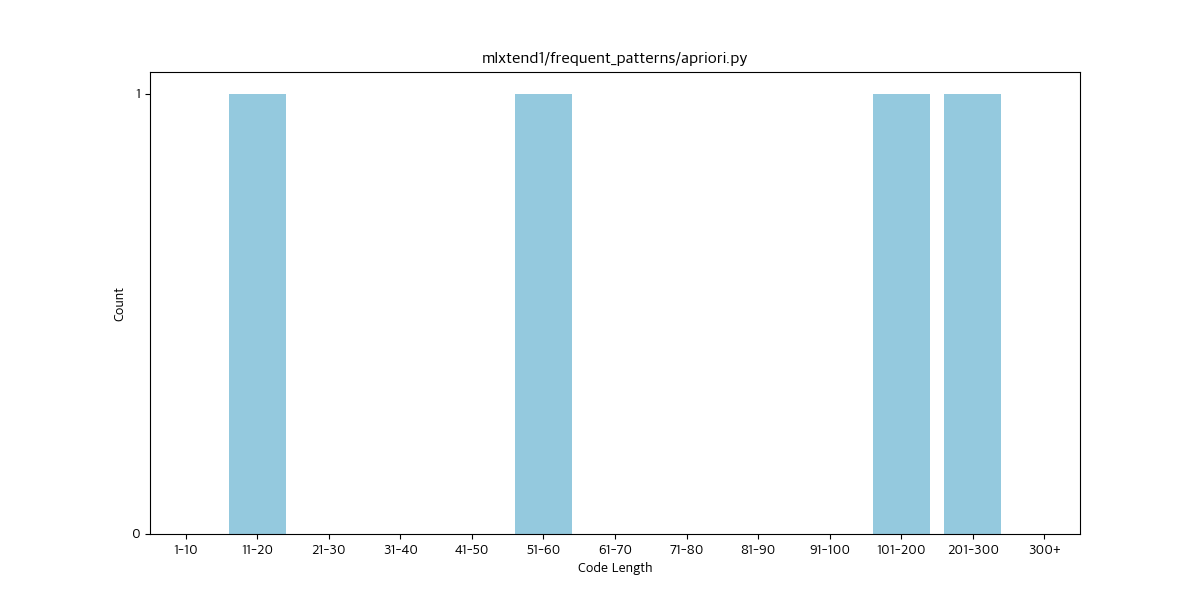 mlxtend1/frequent_patterns/apriori.py
1
0
Count
1-10 11-20 21-30 31-40 41-50 51-60 61-70 71-80 81-90 91-100 101-200 201-300 300+
Code Length